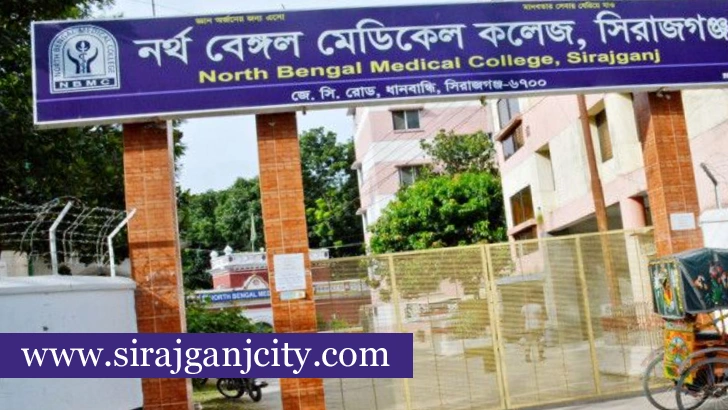 জ্ঞান অর্জনের জন্য এসো
মানবতার সেবায় বেরিয়ে যাও
NORTH BENGAL MEDICAL COLLEGE
NBMC
নর্থ বেঙ্গল মেডিকেল কলেজ, সিরাজগঞ্জ
North Bengal Medical College, Sirajganj
জে. সি. রোড, ধানবান্ধি, সিরাজগঞ্জ-৬৭০০
NORTH BENGAL ME
www.sirajganjcity.com